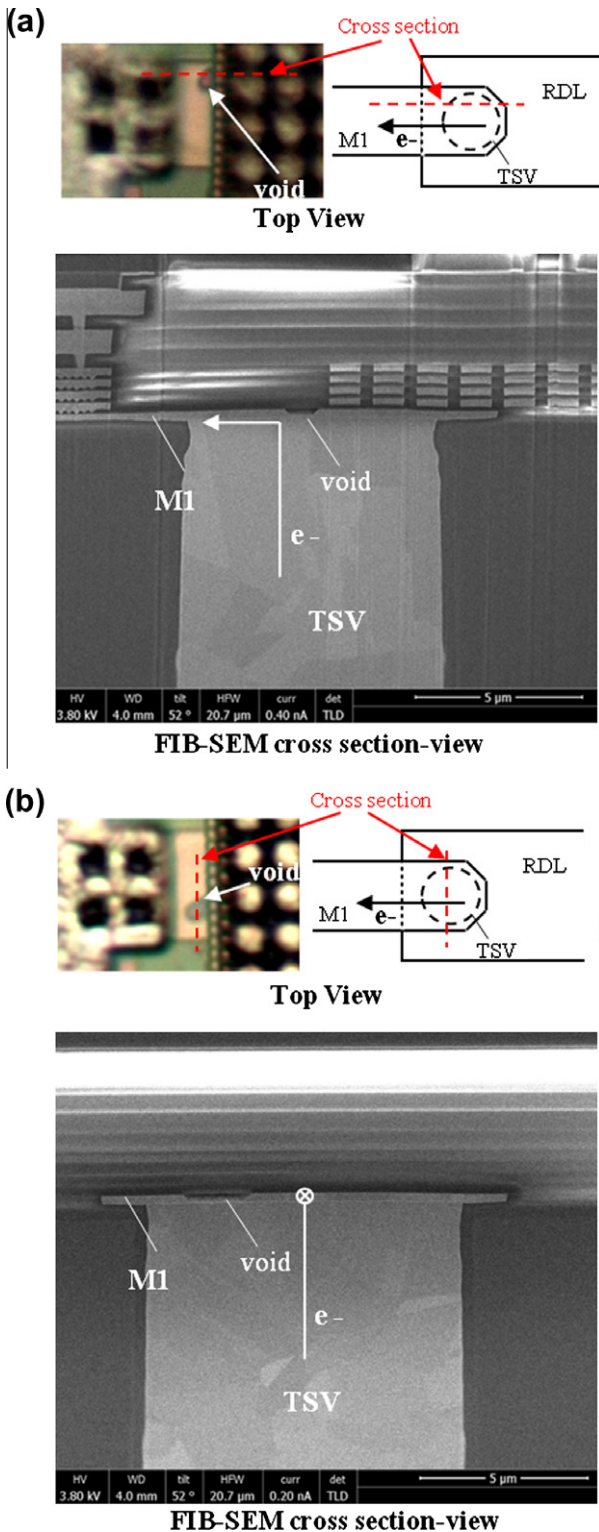 (a)
Cross section
RDL
M1
e-
TSV
void
Top View
M1
void
e-
TSV
HV WD tilt HFW curr det
3.80 kV 4.0 mm 52 º 20.7 µm 0.40 nA TLD
5 µm
FIB-SEM cross section-view
(b)
Cross section
void
RDL
M1
e-
TSV
Top View
M1
void
e-
TSV
HV WD tilt HFW curr det
3.80 kV 4.0 mm 52 º 20.7 µm 0.20 nA TLD
5 µm
FIB-SEM cross section-view